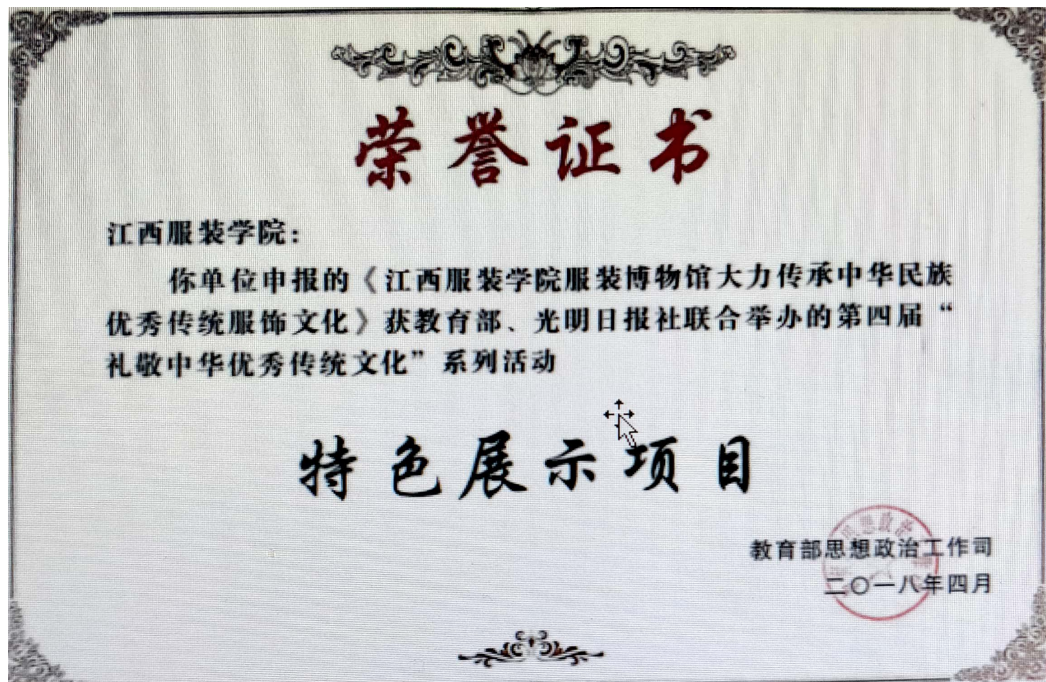 荣誉证书
江西服装学院：
你单位申报的《江西服装学院服装博物馆大力传承中华民族
优秀传统服饰文化》获教育部、光明日报社联合举办的第四届“
礼敬中华优秀传统文化”系列活动
特色展示项目
教育部思想政治工作司
二〇一八年四月